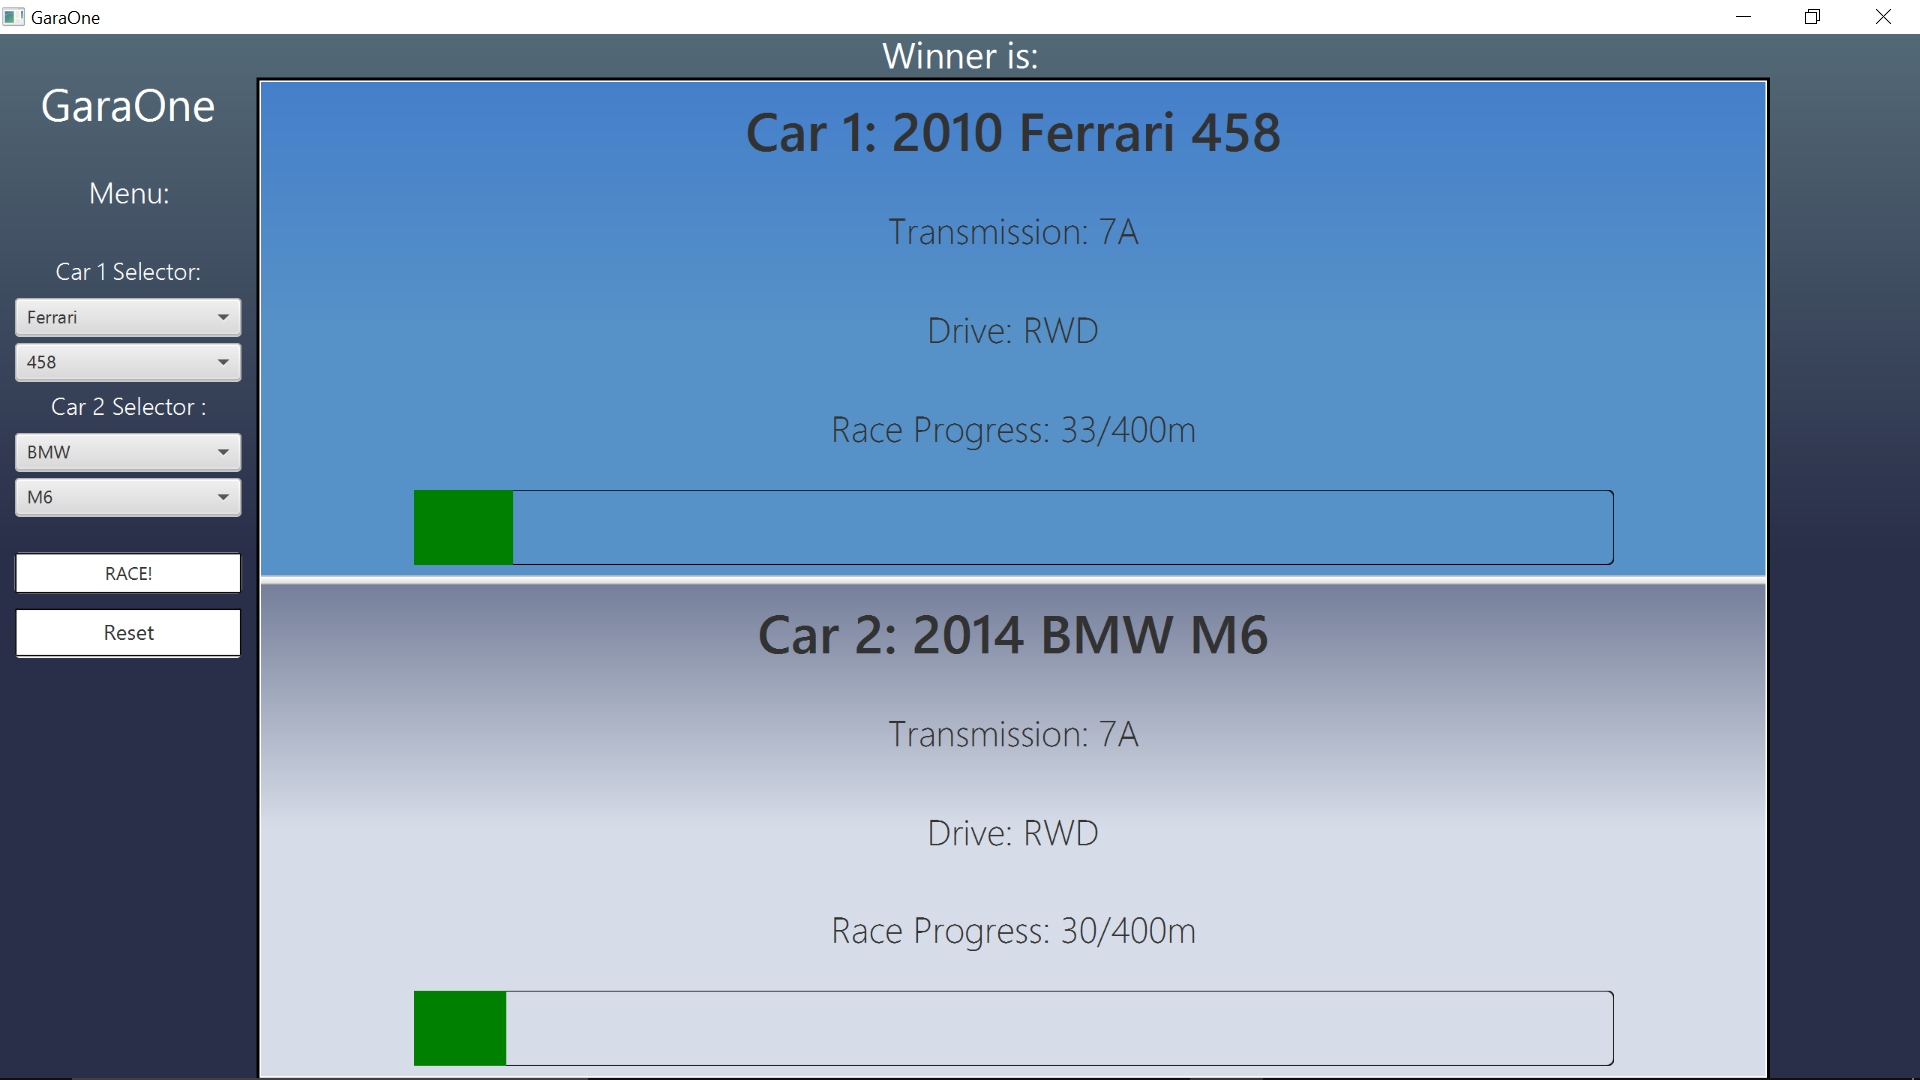 GaraOne
Winner is:
GaraOne
Menu:
Car 1 Selector:
Ferrari
458
Car 2 Selector :
BMW
M6
RACE!
Reset
Car 1: 2010 Ferrari 458
Transmission: 7A
Drive: RWD
Race Progress: 33/400m
Car 2: 2014 BMW M6
Transmission: 7A
Drive: RWD
Race Progress: 30/400m